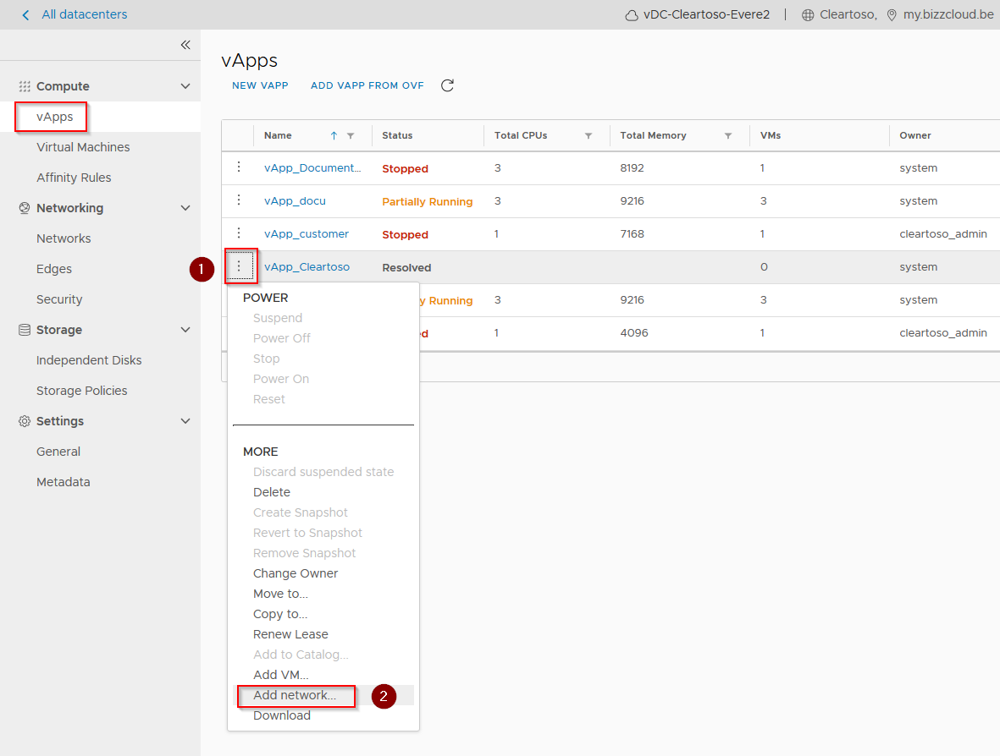 All datacenters
vDC-Cleartoso-Evere2 | Cleartoso, my.bizzcloud.be
Compute
vApps
Virtual Machines
Affinity Rules
Networking
Networks
Edges
Security
Storage
Independent Disks
Storage Policies
Settings
General
Metadata
vApps
NEW VAPP ADD VAPP FROM OVF
Name Status Total CPUs Total Memory VMs Owner
vApp_Document... Stopped 3 8192 1 system
vApp_docu Partially Running 3 9216 3 system
vApp_customer Stopped 1 7168 1 cleartoso_admin
1 vApp_Cleartoso Resolved 0 system
y Running 3 9216 3 system
ed 1 4096 1 cleartoso_admin
POWER
Suspend
Power Off
Stop
Power On
Reset
MORE
Discard suspended state
Delete
Create Snapshot
Revert to Snapshot
Remove Snapshot
Change Owner
Move to...
Copy to...
Renew Lease
Add to Catalog...
Add VM...
Add network... 2
Download